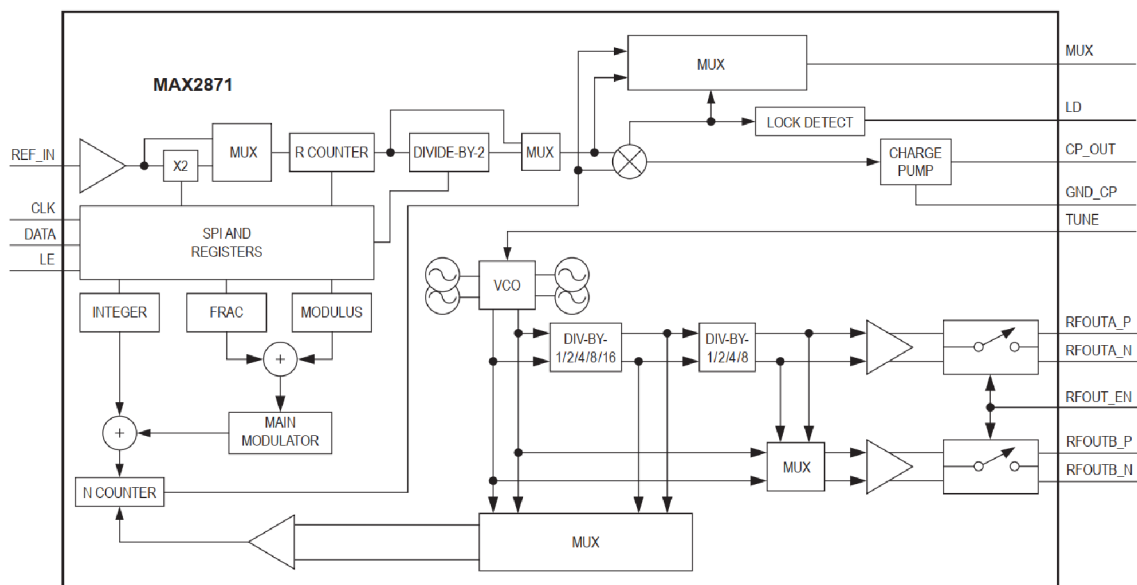 MAX2871
MUX
MUX
LD
LOCK DETECT
REF_IN
X2
MUX
R COUNTER
DIVIDE-BY-2
MUX
CHARGE
PUMP
CP_OUT
GND_CP
CLK
DATA
LE
SPI AND
REGISTERS
TUNE
VCO
INTEGER
FRAC
MODULUS
+
DIV-BY-
1/2/4/8/16
DIV-BY-
1/2/4/8
RFOUTA_P
RFOUTA_N
RFOUT_EN
+
MAIN
MODULATOR
MUX
RFOUTB_P
RFOUTB_N
N COUNTER
MUX